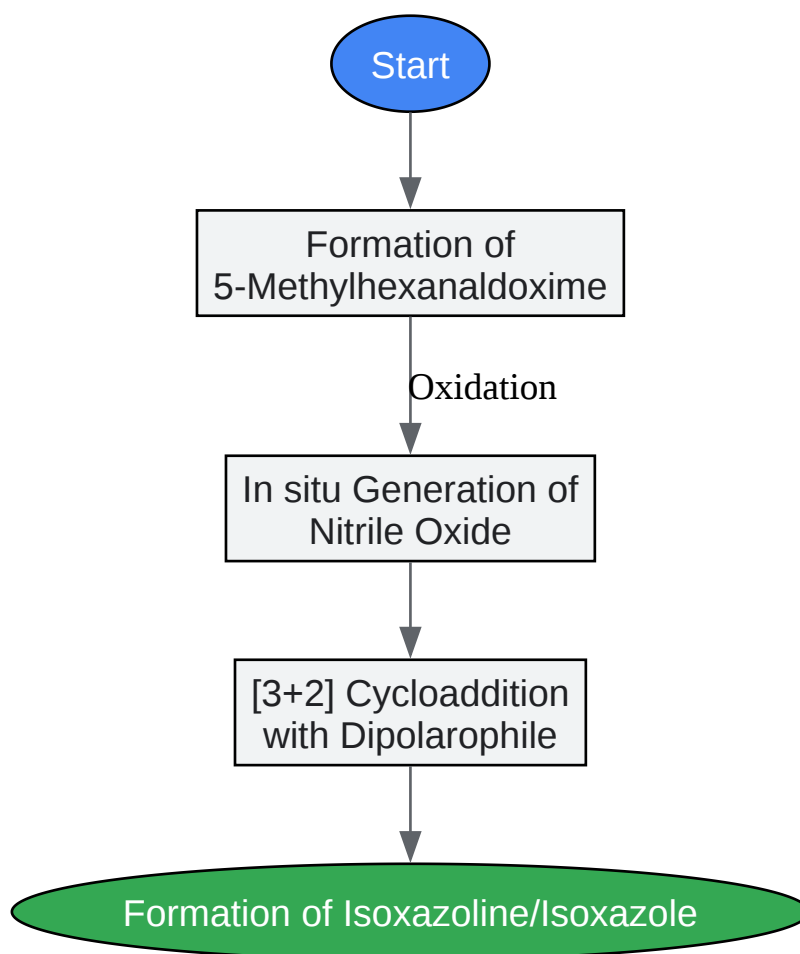 Start
Formation of
5-Methylhexanaldoxime
Oxidation
In situ Generation of
Nitrile Oxide
[3+2] Cycloaddition
with Dipolarophile
Formation of Isoxazoline/Isoxazole